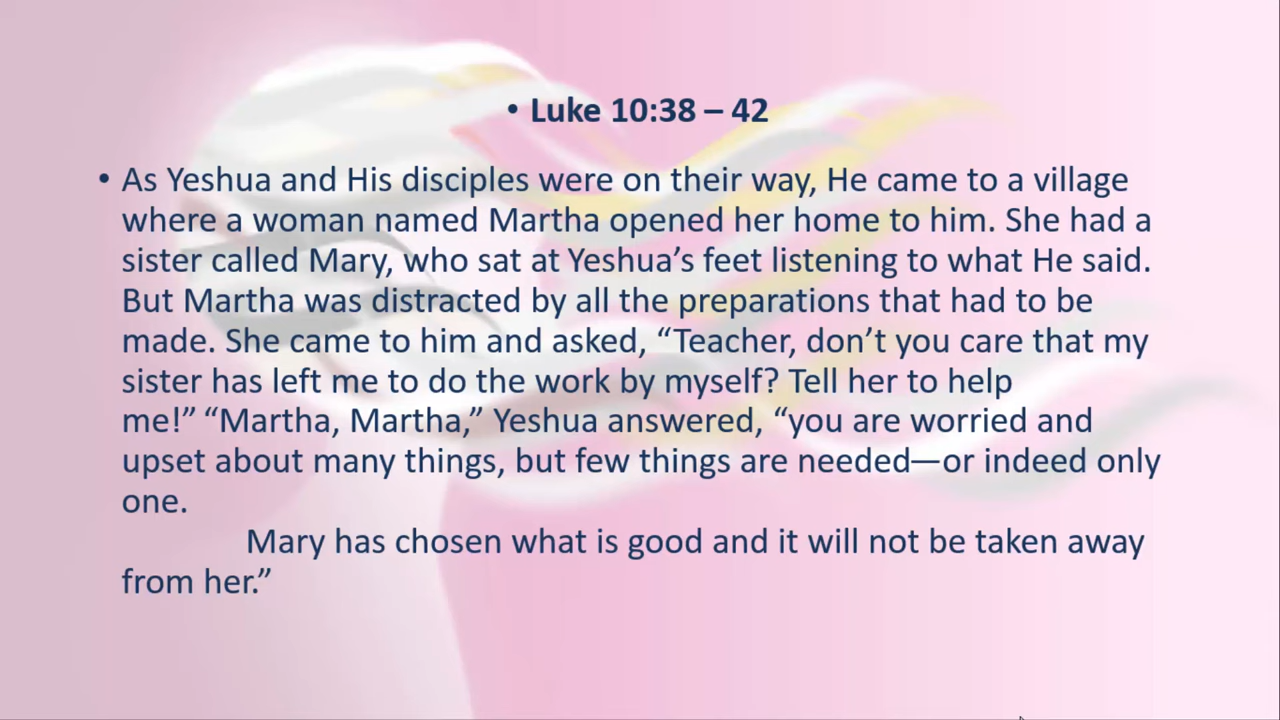 • Luke 10:38 – 42
• As Yeshua and His disciples were on their way, He came to a village
where a woman named Martha opened her home to him. She had a
sister called Mary, who sat at Yeshua’s feet listening to what He said.
But Martha was distracted by all the preparations that had to be
made. She came to him and asked, “Teacher, don’t you care that my
sister has left me to do the work by myself? Tell her to help
me!” “Martha, Martha,” Yeshua answered, “you are worried and
upset about many things, but few things are needed—or indeed only
one.
Mary has chosen what is good and it will not be taken away
from her.”